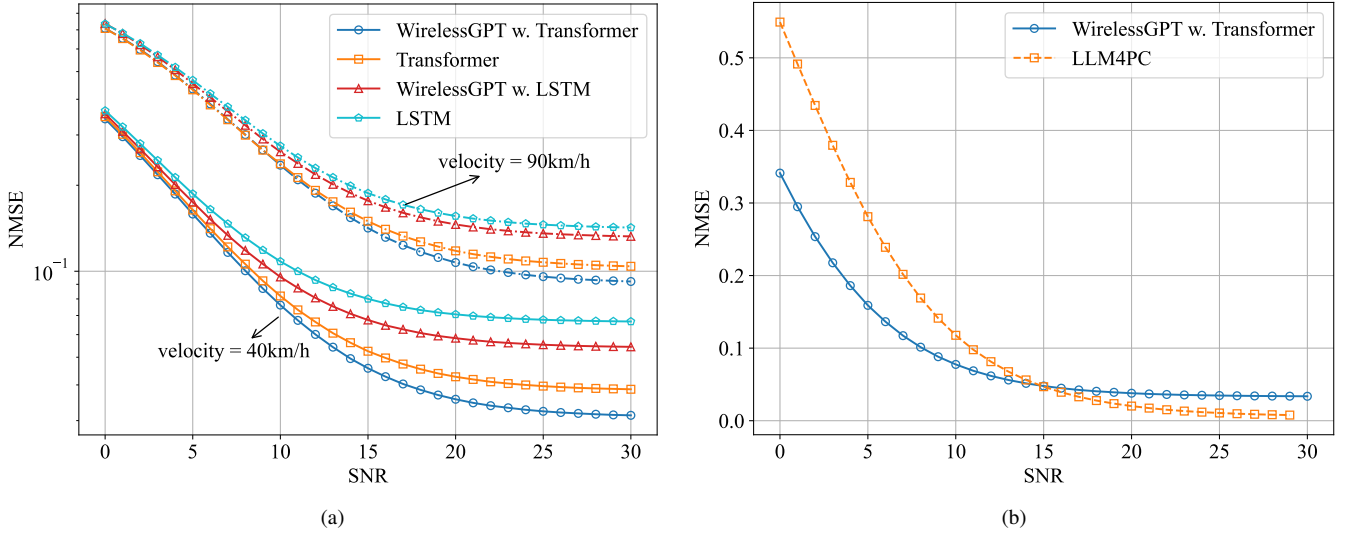 WirelessGPT w. Transformer
Transformer
WirelessGPT w. LSTM
LSTM
velocity = 90km/h
velocity = 40km/h
NMSE
10⁻¹
0 5 10 15 20 25 30
SNR
(a)
WirelessGPT w. Transformer
LLM4PC
NMSE
0.5
0.4
0.3
0.2
0.1
0.0
0 5 10 15 20 25 30
SNR
(b)